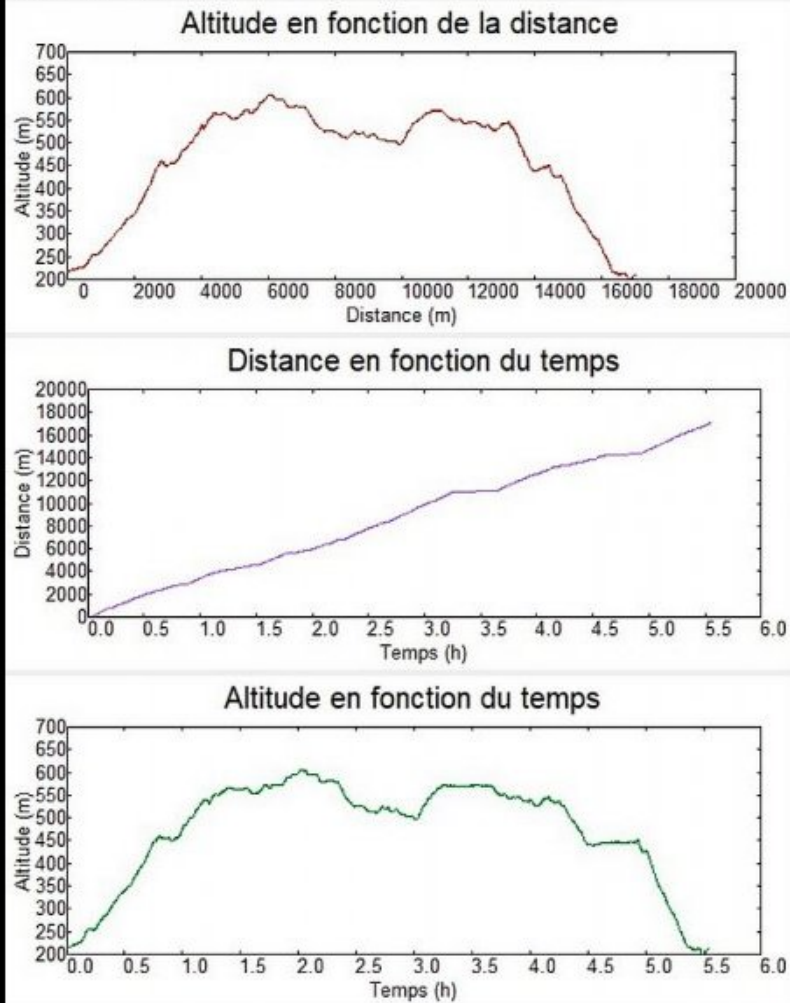 Altitude en fonction de la distance
700
650
600
550
500
450
400
350
300
250
200
Altitude (m)
0 2000 4000 6000 8000 10000 12000 14000 16000 18000 20000
Distance (m)
Distance en fonction du temps
20000
18000
16000
14000
12000
10000
8000
6000
4000
2000
0
Distance (m)
0.0 0.5 1.0 1.5 2.0 2.5 3.0 3.5 4.0 4.5 5.0 5.5 6.0
Temps (h)
Altitude en fonction du temps
700
650
600
550
500
450
400
350
300
250
200
Altitude (m)
0.0 0.5 1.0 1.5 2.0 2.5 3.0 3.5 4.0 4.5 5.0 5.5 6.0
Temps (h)